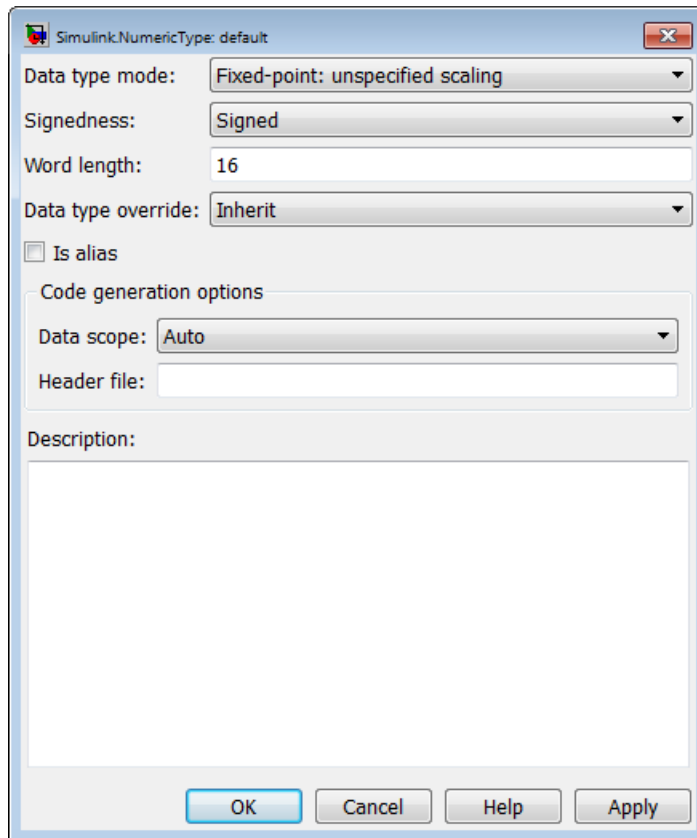 Simulink.NumericType: default
Data type mode: Fixed-point: unspecified scaling
Signedness: Signed
Word length: 16
Data type override: Inherit
Is alias
Code generation options
Data scope: Auto
Header file:
Description:
OK Cancel Help Apply